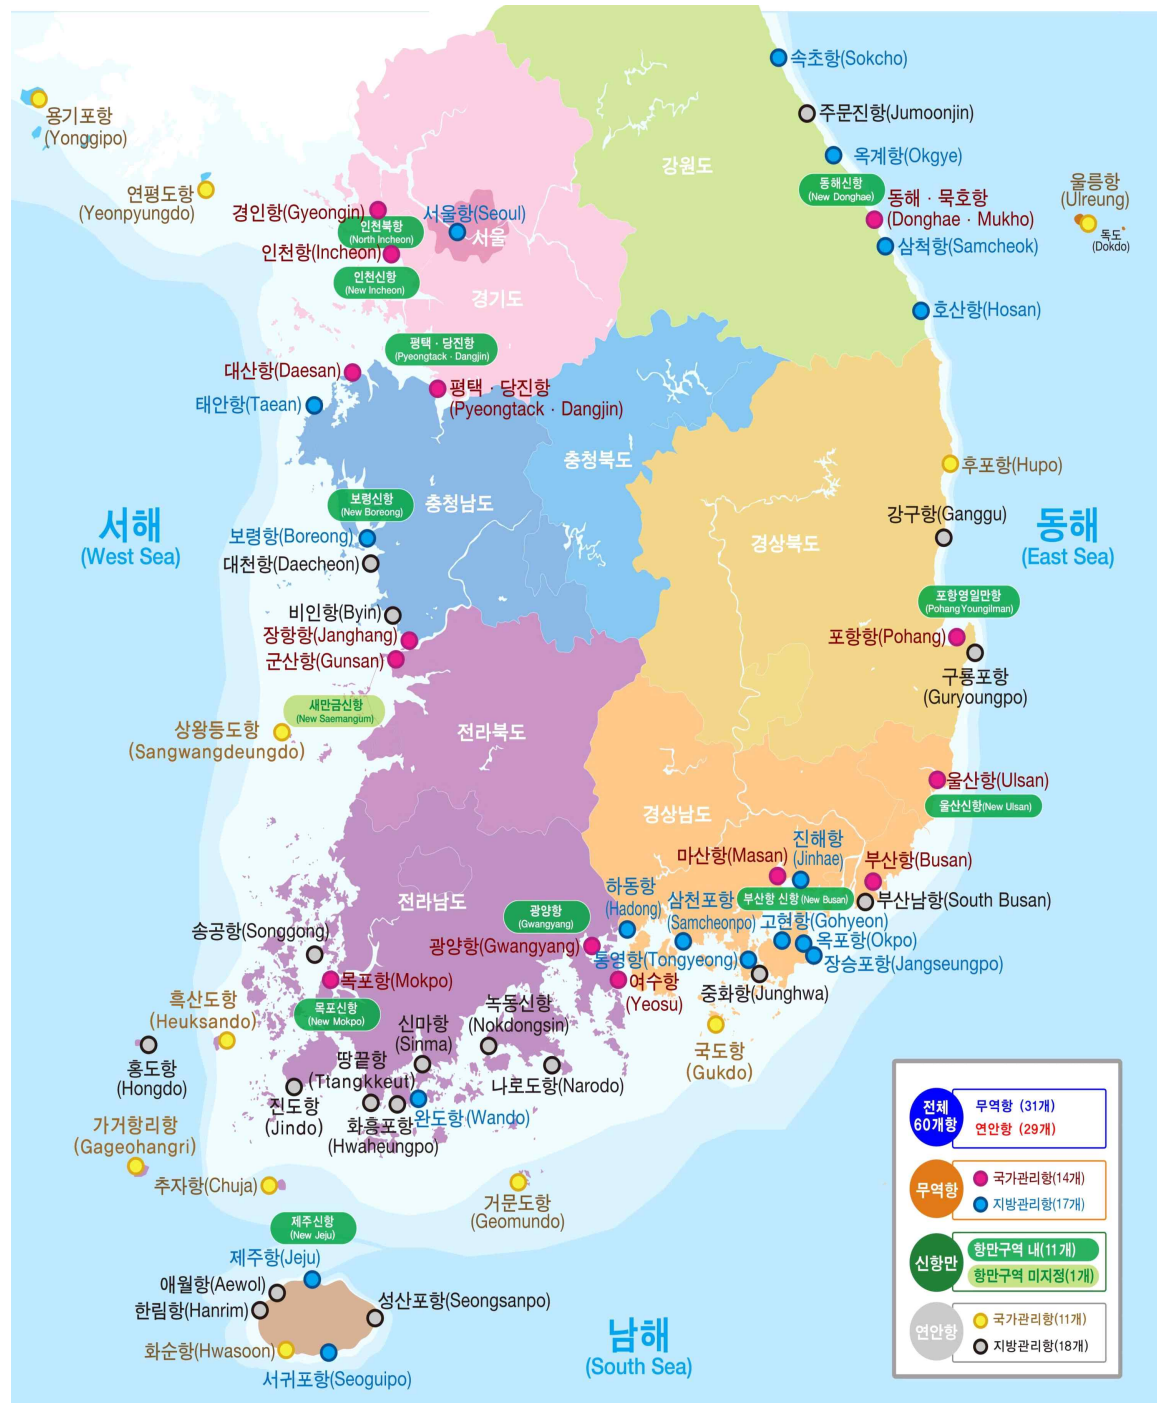 속초항(Sokcho)
주문진항(Jumoonjin)
옥계항(Okgye)
강원도
동해신항
(New Donghae)
동해 · 묵호항
(Donghae · Mukho)
삼척항(Samcheok)
호산항(Hosan)
울릉항
(Ulreung)
독도
(Dokdo)
용기포항
(Yonggipo)
연평도항
(Yeonpyungdo)
경인항(Gyeongin)
인천북항
(North Incheon)
서울항(Seoul)
서울
인천항(Incheon)
인천신항
(New Incheon)
경기도
평택 · 당진항
(Pyeongtack · Dangjin)
대산항(Daesan)
평택 · 당진항
(Pyeongtack · Dangjin)
태안항(Taean)
충청북도
후포항(Hupo)
보령신항
(New Boreong)
충청남도
강구항(Ganggu)
서해
(West Sea)
동해
(East Sea)
보령항(Boreong)
경상북도
대천항(Daecheon)
포항영일만항
(Pohang Youngilman)
비인항(Byin)
장항항(Janghang)
포항항(Pohang)
군산항(Gunsan)
구룡포항
(Guryoungpo)
새만금신항
(New Saemangum)
상왕등도항
(Sangwangdeungdo)
전라북도
울산항(Ulsan)
울산신항(New Ulsan)
경상남도
진해항
(Jinhae)
마산항(Masan)
부산항(Busan)
하동항
(Hadong)
삼천포항
(Samcheonpo)
부산항 신항(New Busan)
부산남항(South Busan)
전라남도
광양항
(Gwangyang)
고현항(Gohyeon)
송공항(Songgong)
광양항(Gwangyang)
옥포항(Okpo)
통영항(Tongyeong)
장승포항(Jangseungpo)
목포항(Mokpo)
여수항
(Yeosu)
중화항(Junghwa)
흑산도항
(Heuksando)
목포신항
(New Mokpo)
녹동신항
(Nokdongsin)
신마항
(Sinma)
국도항
(Gukdo)
홍도항
(Hongdo)
땅끝항
(Ttangkkeut)
나로도항(Narodo)
진도항
(Jindo)
화흥포항
(Hwaheungpo)
완도항(Wando)
가거항리항
(Gageohangri)
추자항(Chuja)
거문도항
(Geomundo)
제주신항
(New Jeju)
제주항(Jeju)
애월항(Aewol)
한림항(Hanrim)
성산포항(Seongsanpo)
화순항(Hwasoon)
서귀포항(Seoguipo)
남해
(South Sea)
전체
60개항
무역항 (31개)
연안항 (29개)
무역항
국가관리항(14개)
지방관리항(17개)
신항만
항만구역 내(11개)
항만구역 미지정(1개)
연안항
국가관리항(11개)
지방관리항(18개)